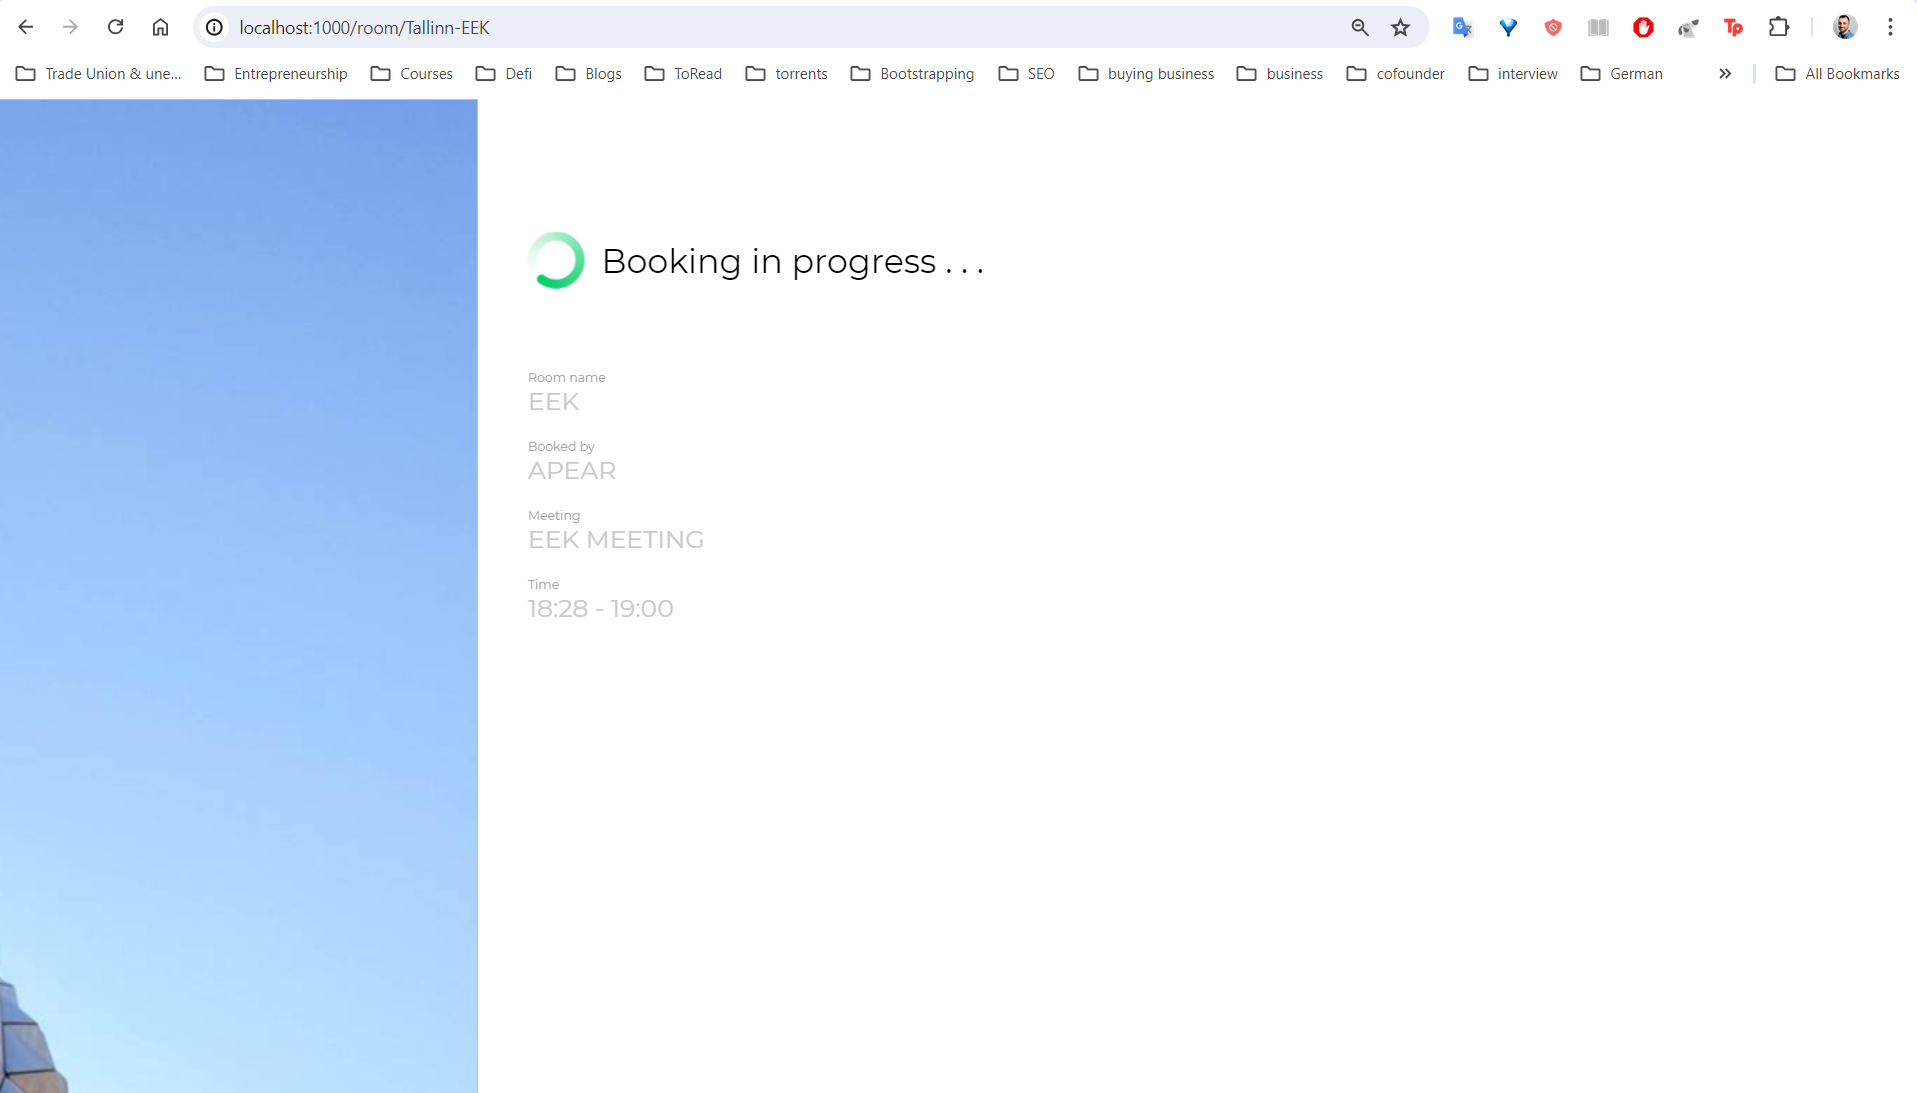 localhost:1000/room/Tallinn-EEK
Trade Union & une... Entrepreneurship Courses Defi Blogs ToRead torrents Bootstrapping SEO buying business business cofounder interview German » All Bookmarks
Booking in progress . . .
Room name
EEK
Booked by
APEAR
Meeting
EEK MEETING
Time
18:28 - 19:00